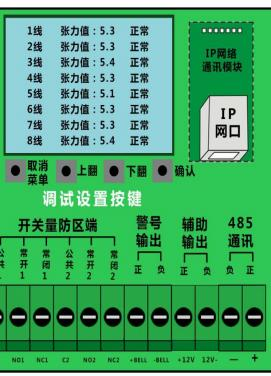 1线 张力值:5.3 正常
2线 张力值:5.3 正常
3线 张力值:5.4 正常
4线 张力值:5.3 正常
5线 张力值:5.1 正常
6线 张力值:5.3 正常
7线 张力值:5.3 正常
8线 张力值:5.4 正常
IP网络
通讯模块
IP
网口
取消
菜单
上翻
下翻
确认
调试设置按键
开关量防区端
警号
输出
辅助
输出
485
通讯
公共1 常开1 常闭1 公共2 常开2 常闭2 正 负 正 负 负 正
NO1 NC1 C2 NO2 NC2 +BELL -BELL +12V 12V- — +